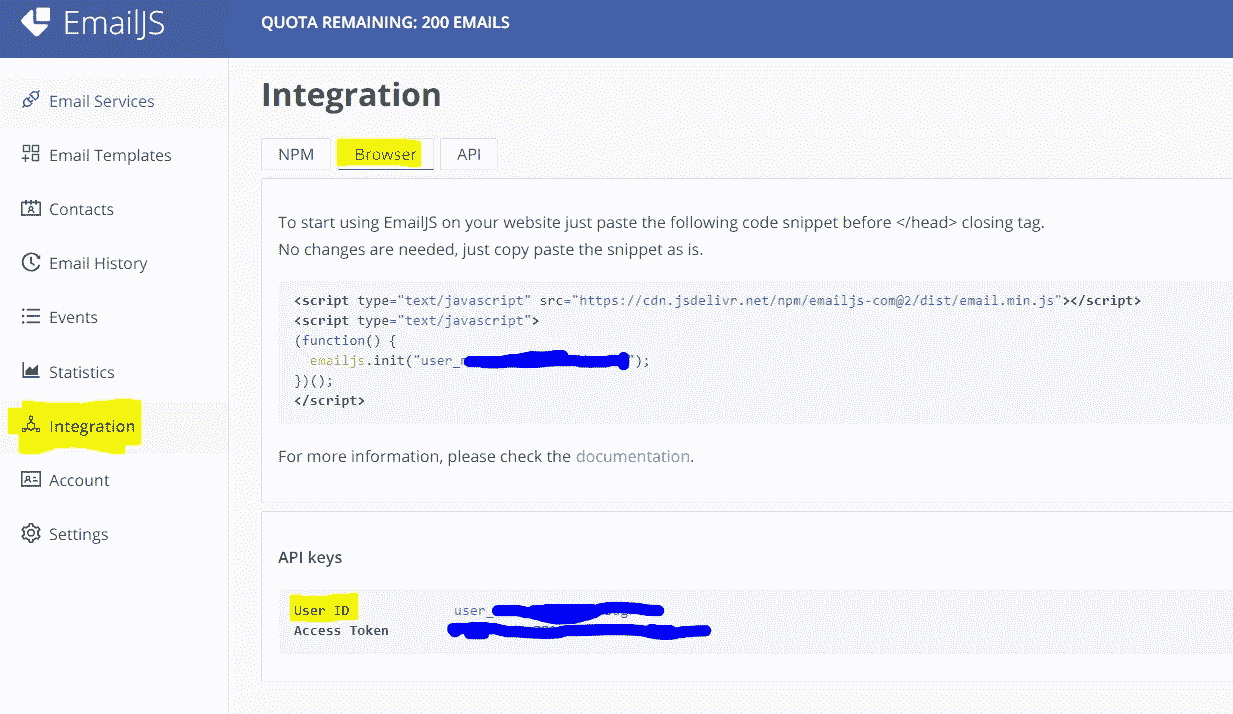 EmailJS
QUOTA REMAINING: 200 EMAILS
Email Services
Email Templates
Contacts
Email History
Events
Statistics
Integration
Account
Settings
Integration
NPM
Browser
API
To start using EmailJS on your website just paste the following code snippet before </head> closing tag.
No changes are needed, just copy paste the snippet as is.
<script type="text/javascript" src="https://cdn.jsdelivr.net/npm/emailjs-com@2/dist/email.min.js"></script>
<script type="text/javascript">
(function() {
emailjs.init("user_ ");
})();
</script>
For more information, please check the documentation.
API keys
User ID user_
Access Token